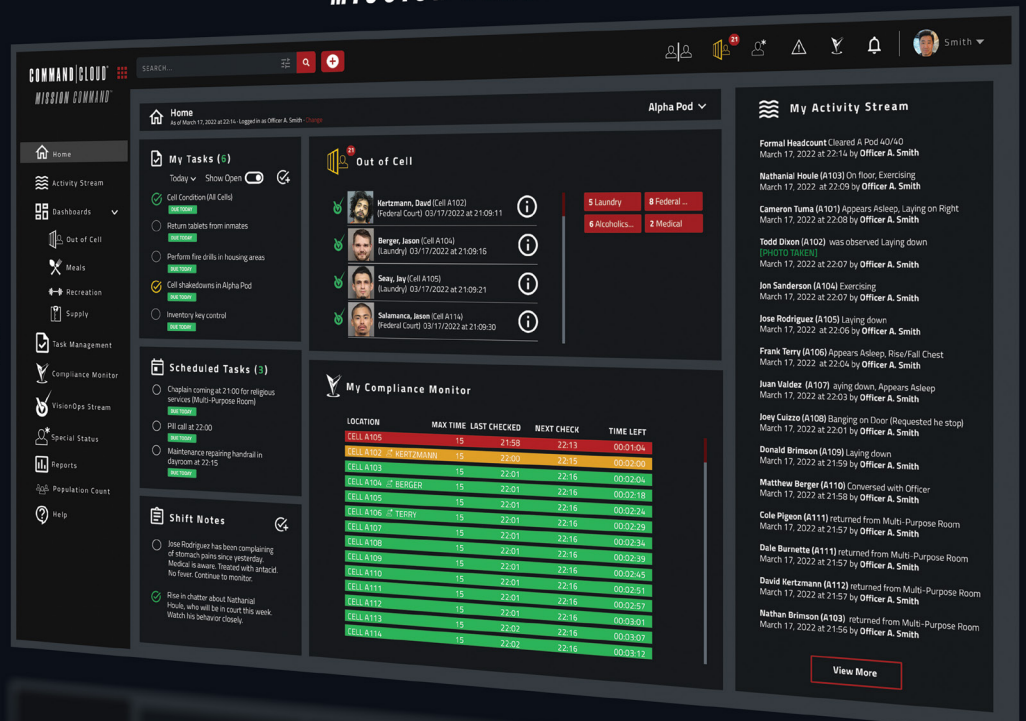 COMMAND|CLOUD
MISSION COMMAND
SEARCH...
21
Smith
Home
As of March 17, 2022 at 22:14 - Logged in as Officer A. Smith - Change
Alpha Pod
Home
Activity Stream
Dashboards
Out of Cell
Meals
Recreation
Supply
Task Management
Compliance Monitor
VisionOps Stream
Special Status
Reports
Population Count
Help
My Tasks (6)
Today
Show Open
Cell Condition (All Cells)
DUE TODAY
Return tablets from inmates
DUE TODAY
Perform fire drills in housing areas
DUE TODAY
Cell shakedowns in Alpha Pod
DUE TODAY
Inventory key control
DUE TODAY
Scheduled Tasks (3)
Chaplain coming at 21:00 for religious
services (Multi-Purpose Room)
DUE TODAY
Pill call at 22:00
DUE TODAY
Maintenance repairing handrail in
dayroom at 22:15
DUE TODAY
Shift Notes
Jose Rodriguez has been complaining
of stomach pains since yesterday.
Medical is aware. Treated with antacid.
No fever. Continue to monitor.
Rise in chatter about Nathanial
Houle, who will be in court this week.
Watch his behavior closely.
21
Out of Cell
Kertzmann, Davd (Cell A102)
(Federal Court) 03/17/2022 at 21:09:11
Berger, Jason (Cell A104)
(Laundry) 03/17/2022 at 21:09:16
Seay, Jay (Cell A105)
(Laundry) 03/17/2022 at 21:09:21
Salamanca, Jason (Cell A114)
(Federal Court) 03/17/2022 at 21:09:30
5 Laundry
8 Federal ...
6 Alcoholics...
2 Medical
My Compliance Monitor
LOCATION MAX TIME LAST CHECKED NEXT CHECK TIME LEFT
CELL A105 15 21:58 22:13 00:01:04
CELL A102 KERTZMANN 15 22:00 22:15 00:02:00
CELL A103 15 22:01 22:16 00:02:04
CELL A104 BERGER 15 22:01 22:16 00:02:18
CELL A105 15 22:01 22:16 00:02:24
CELL A106 TERRY 15 22:01 22:16 00:02:29
CELL A107 15 22:01 22:16 00:02:34
CELL A108 15 22:01 22:16 00:02:39
CELL A109 15 22:01 22:16 00:02:45
CELL A110 15 22:01 22:16 00:02:51
CELL A111 15 22:01 22:16 00:02:57
CELL A112 15 22:01 22:16 00:03:01
CELL A113 15 22:02 22:16 00:03:07
CELL A114 15 22:02 22:16 00:03:12
My Activity Stream
Formal Headcount Cleared A Pod 40/40
March 17, 2022 at 22:14 by Officer A. Smith
Nathanial Houle (A103) On floor, Exercising
March 17, 2022 at 22:09 by Officer A. Smith
Cameron Tuma (A101) Appears Asleep, Laying on Right
March 17, 2022 at 22:08 by Officer A. Smith
Todd Dixon (A102) was observed Laying down
[PHOTO TAKEN]
March 17, 2022 at 22:07 by Officer A. Smith
Jon Sanderson (A104) Exercising
March 17, 2022 at 22:07 by Officer A. Smith
Jose Rodriguez (A105) Laying down
March 17, 2022 at 22:06 by Officer A. Smith
Frank Terry (A106) Appears Asleep, Rise/Fall Chest
March 17, 2022 at 22:04 by Officer A. Smith
Juan Valdez (A107) aying down, Appears Asleep
March 17, 2022 at 22:03 by Officer A. Smith
Joey Cuizzo (A108) Banging on Door (Requested he stop)
March 17, 2022 at 22:01 by Officer A. Smith
Donald Brimson (A109) Laying down
March 17, 2022 at 21:59 by Officer A. Smith
Matthew Berger (A110) Conversed with Officer
March 17, 2022 at 21:58 by Officer A. Smith
Cole Pigeon (A111) returned from Multi-Purpose Room
March 17, 2022 at 21:57 by Officer A. Smith
Dale Burnette (A111) returned from Multi-Purpose Room
March 17, 2022 at 21:57 by Officer A. Smith
David Kertzmann (A112) returned from Multi-Purpose Room
March 17, 2022 at 21:57 by Officer A. Smith
Nathan Brimson (A103) returned from Multi-Purpose Room
March 17, 2022 at 21:56 by Officer A. Smith
View More